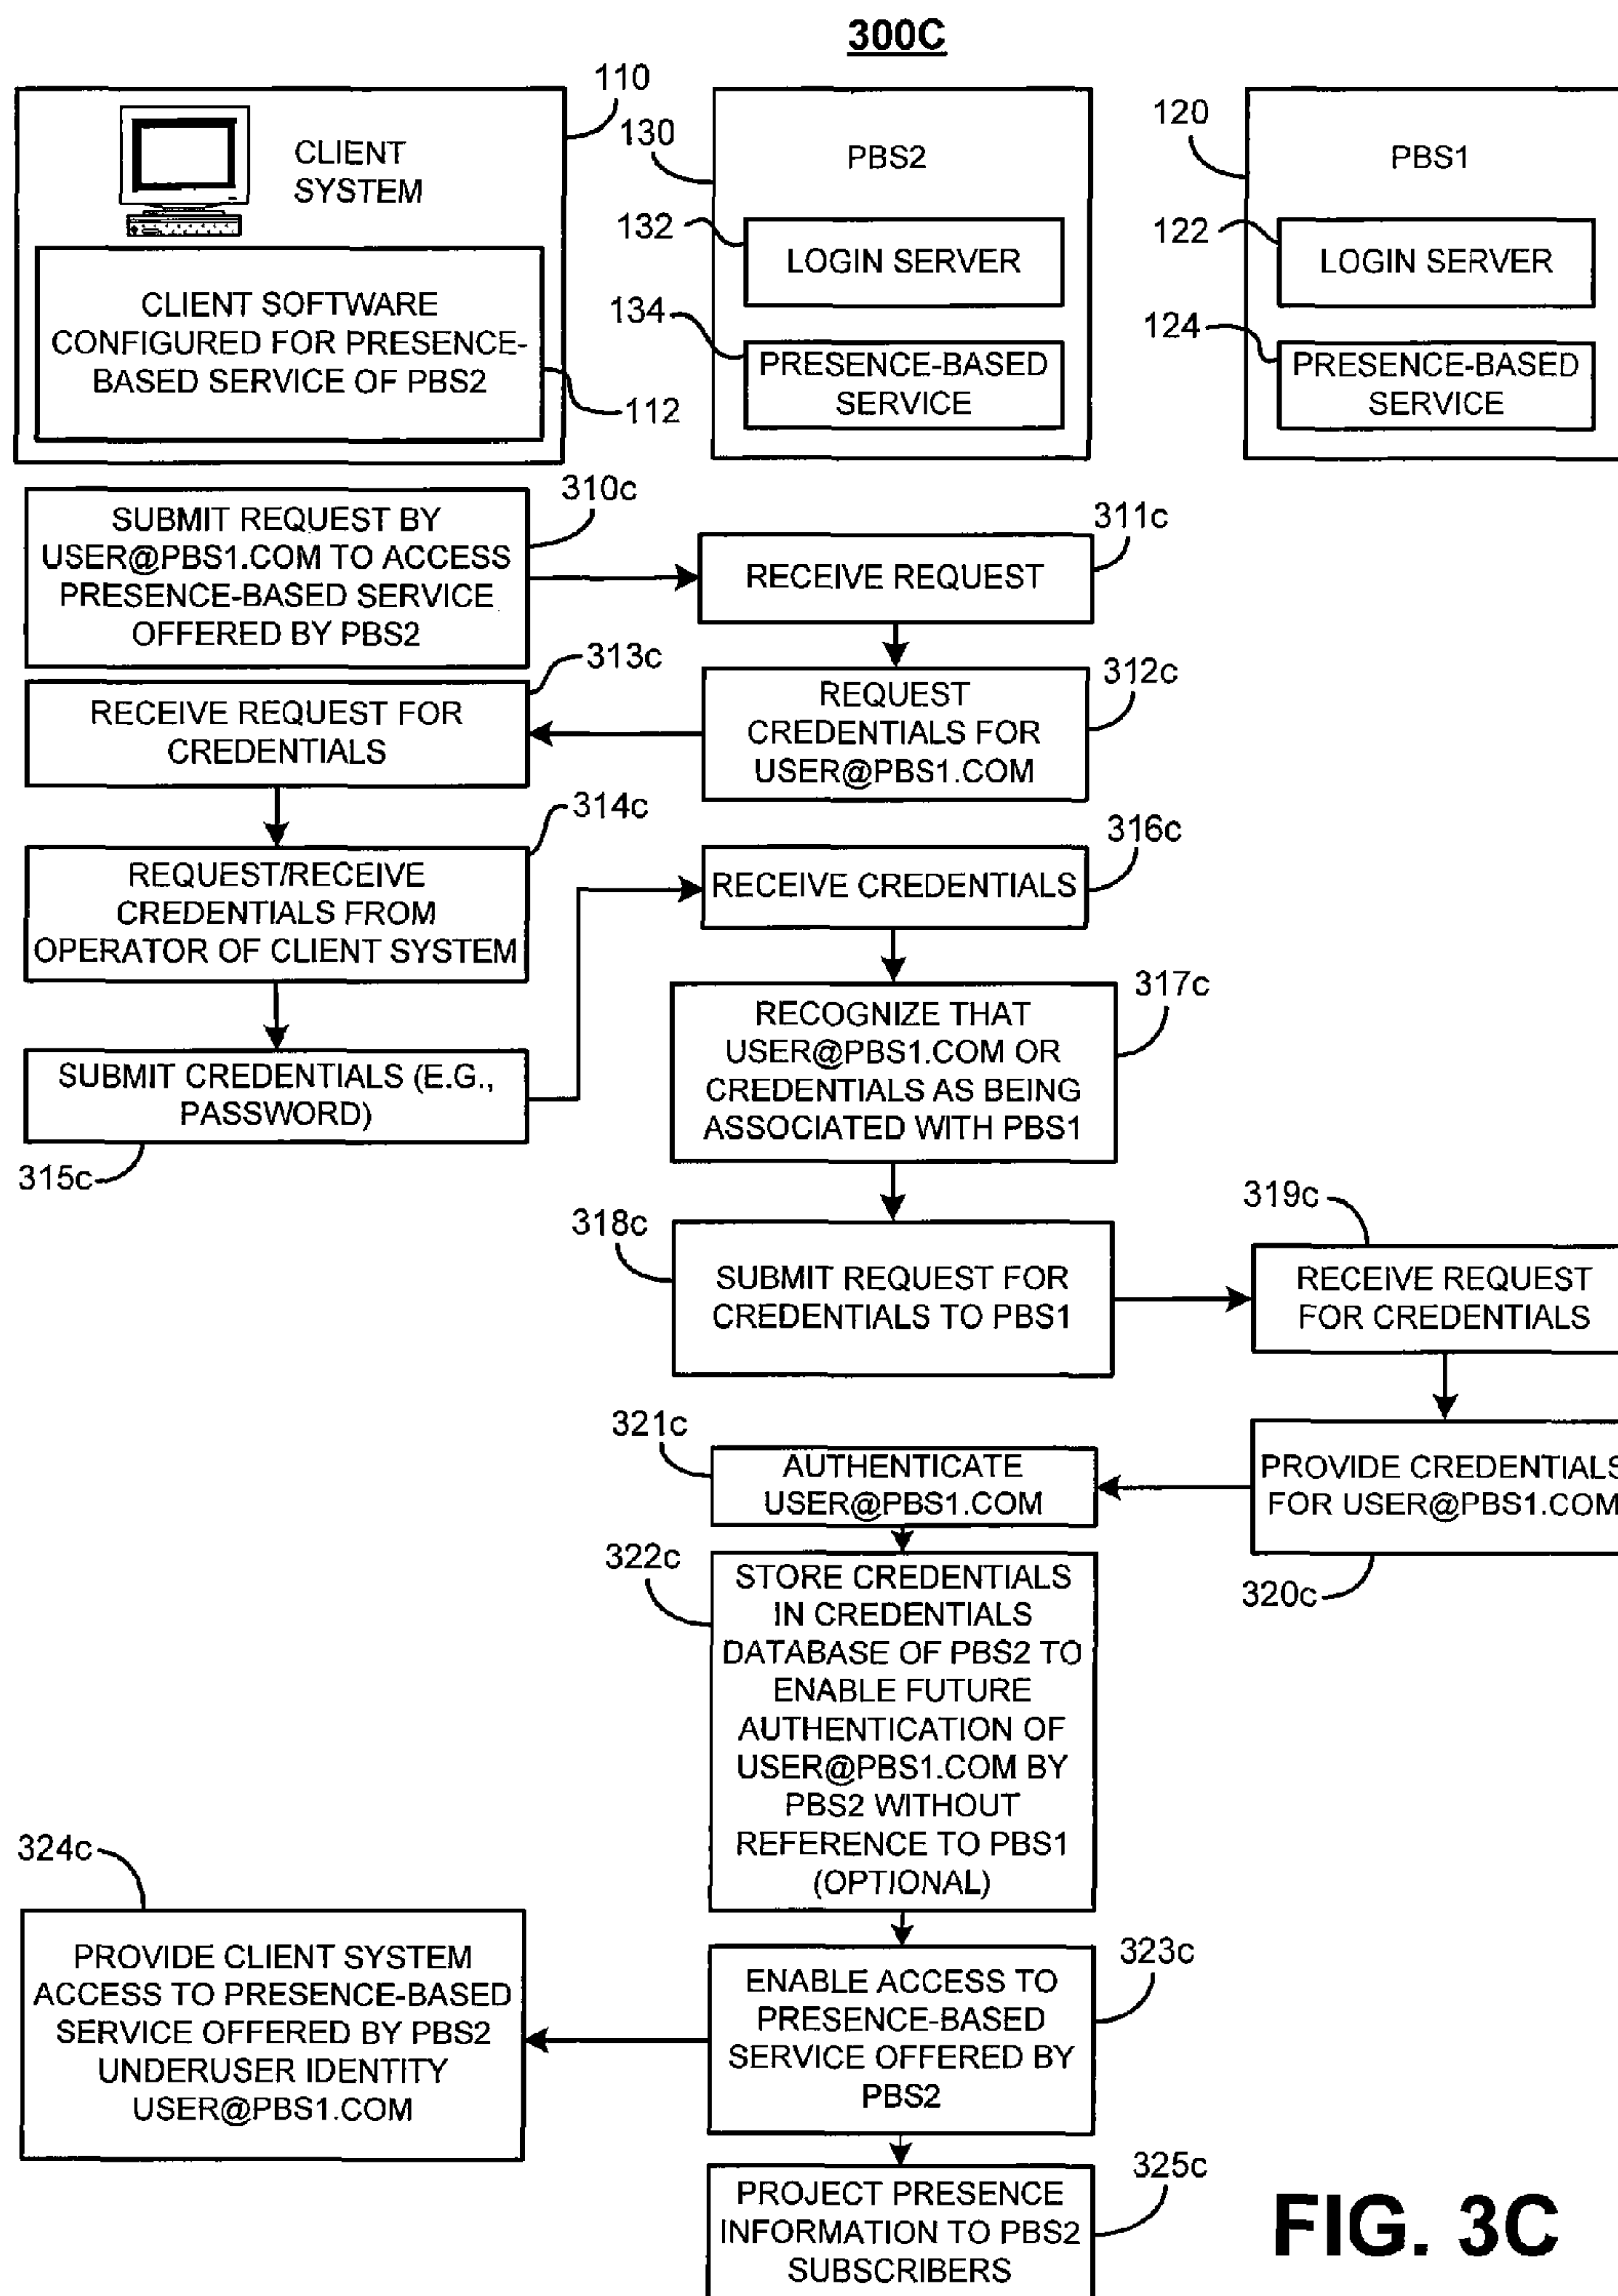 300C
110
CLIENT
SYSTEM
CLIENT SOFTWARE
CONFIGURED FOR PRESENCE-
BASED SERVICE OF PBS2
112
130
PBS2
132
LOGIN SERVER
134
PRESENCE-BASED
SERVICE
120
PBS1
122
LOGIN SERVER
124
PRESENCE-BASED
SERVICE
310c
SUBMIT REQUEST BY
USER@PBS1.COM TO ACCESS
PRESENCE-BASED SERVICE
OFFERED BY PBS2
311c
RECEIVE REQUEST
312c
REQUEST
CREDENTIALS FOR
USER@PBS1.COM
313c
RECEIVE REQUEST FOR
CREDENTIALS
314c
REQUEST/RECEIVE
CREDENTIALS FROM
OPERATOR OF CLIENT SYSTEM
SUBMIT CREDENTIALS (E.G.,
PASSWORD)
315c
316c
RECEIVE CREDENTIALS
317c
RECOGNIZE THAT
USER@PBS1.COM OR
CREDENTIALS AS BEING
ASSOCIATED WITH PBS1
318c
SUBMIT REQUEST FOR
CREDENTIALS TO PBS1
319c
RECEIVE REQUEST
FOR CREDENTIALS
PROVIDE CREDENTIALS
FOR USER@PBS1.COM
320c
321c
AUTHENTICATE
USER@PBS1.COM
322c
STORE CREDENTIALS
IN CREDENTIALS
DATABASE OF PBS2 TO
ENABLE FUTURE
AUTHENTICATION OF
USER@PBS1.COM BY
PBS2 WITHOUT
REFERENCE TO PBS1
(OPTIONAL)
323c
ENABLE ACCESS TO
PRESENCE-BASED
SERVICE OFFERED BY
PBS2
324c
PROVIDE CLIENT SYSTEM
ACCESS TO PRESENCE-BASED
SERVICE OFFERED BY PBS2
UNDERUSER IDENTITY
USER@PBS1.COM
325c
PROJECT PRESENCE
INFORMATION TO PBS2
SUBSCRIBERS
FIG. 3C